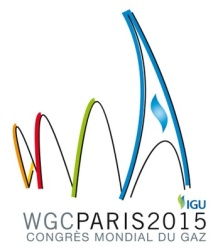 IGU
WGCPARIS2015
CONGRÈS MONDIAL DU GAZ